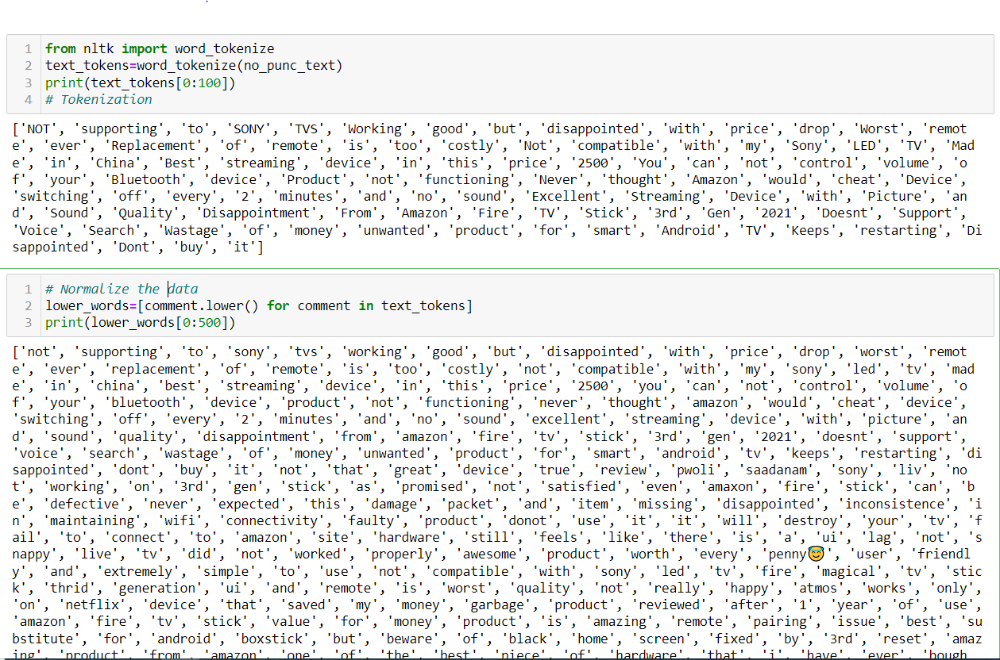 1 from nltk import word_tokenize
2 text_tokens=word_tokenize(no_punc_text)
3 print(text_tokens[0:100])
4 # Tokenization
['NOT', 'supporting', 'to', 'SONY', 'TVS', 'Working', 'good', 'but', 'disappointed', 'with', 'price', 'drop', 'Worst', 'remot
e', 'ever', 'Replacement', 'of', 'remote', 'is', 'too', 'costly', 'Not', 'compatible', 'with', 'my', 'Sony', 'LED', 'TV', 'Mad
e', 'in', 'China', 'Best', 'streaming', 'device', 'in', 'this', 'price', '2500', 'You', 'can', 'not', 'control', 'volume', 'o
f', 'your', 'Bluetooth', 'device', 'Product', 'not', 'functioning', 'Never', 'thought', 'Amazon', 'would', 'cheat', 'Device',
'switching', 'off', 'every', '2', 'minutes', 'and', 'no', 'sound', 'Excellent', 'Streaming', 'Device', 'with', 'Picture', 'an
d', 'Sound', 'Quality', 'Disappointment', 'From', 'Amazon', 'Fire', 'TV', 'Stick', '3rd', 'Gen', '2021', 'Doesnt', 'Support',
'Voice', 'Search', 'Wastage', 'of', 'money', 'unwanted', 'product', 'for', 'smart', 'Android', 'TV', 'Keeps', 'restarting', 'Di
sappointed', 'Dont', 'buy', 'it']
1 # Normalize the data
2 lower_words=[comment.lower() for comment in text_tokens]
3 print(lower_words[0:500])
['not', 'supporting', 'to', 'sony', 'tvs', 'working', 'good', 'but', 'disappointed', 'with', 'price', 'drop', 'worst', 'remot
e', 'ever', 'replacement', 'of', 'remote', 'is', 'too', 'costly', 'not', 'compatible', 'with', 'my', 'sony', 'led', 'tv', 'mad
e', 'in', 'china', 'best', 'streaming', 'device', 'in', 'this', 'price', '2500', 'you', 'can', 'not', 'control', 'volume', 'o
f', 'your', 'bluetooth', 'device', 'product', 'not', 'functioning', 'never', 'thought', 'amazon', 'would', 'cheat', 'device',
'switching', 'off', 'every', '2', 'minutes', 'and', 'no', 'sound', 'excellent', 'streaming', 'device', 'with', 'picture', 'an
d', 'sound', 'quality', 'disappointment', 'from', 'amazon', 'fire', 'tv', 'stick', '3rd', 'gen', '2021', 'doesnt', 'support',
'voice', 'search', 'wastage', 'of', 'money', 'unwanted', 'product', 'for', 'smart', 'android', 'tv', 'keeps', 'restarting', 'di
sappointed', 'dont', 'buy', 'it', 'not', 'that', 'great', 'device', 'true', 'review', 'pwoli', 'saadanam', 'sony', 'liv', 'no
t', 'working', 'on', '3rd', 'gen', 'stick', 'as', 'promised', 'not', 'satisfied', 'even', 'amaxon', 'fire', 'stick', 'can', 'b
e', 'defective', 'never', 'expected', 'this', 'damage', 'packet', 'and', 'item', 'missing', 'disappointed', 'inconsistence', 'i
n', 'maintaining', 'wifi', 'connectivity', 'faulty', 'product', 'donot', 'use', 'it', 'it', 'will', 'destroy', 'your', 'tv', 'f
ail', 'to', 'connect', 'to', 'amazon', 'site', 'hardware', 'still', 'feels', 'like', 'there', 'is', 'a', 'ui', 'lag', 'not', 's
nappy', 'live', 'tv', 'did', 'not', 'worked', 'properly', 'awesome', 'product', 'worth', 'every', 'penny😇', 'user', 'friendl
y', 'and', 'extremely', 'simple', 'to', 'use', 'not', 'compatible', 'with', 'sony', 'led', 'tv', 'fire', 'magical', 'tv', 'stic
k', 'thrid', 'generation', 'ui', 'and', 'remote', 'is', 'worst', 'quality', 'not', 'really', 'happy', 'atmos', 'works', 'only',
'on', 'netflix', 'device', 'that', 'saved', 'my', 'money', 'garbage', 'product', 'reviewed', 'after', '1', 'year', 'of', 'use',
'amazon', 'fire', 'tv', 'stick', 'value', 'for', 'money', 'product', 'is', 'amazing', 'remote', 'pairing', 'issue', 'best', 'su
bstitute', 'for', 'android', 'boxstick', 'but', 'beware', 'of', 'black', 'home', 'screen', 'fixed', 'by', '3rd', 'reset', 'amaz
ing', 'product', 'from', 'amazon', 'one', 'of', 'the', 'best', 'piece', 'of', 'hardware', 'that', 'i', 'have', 'ever', 'bough